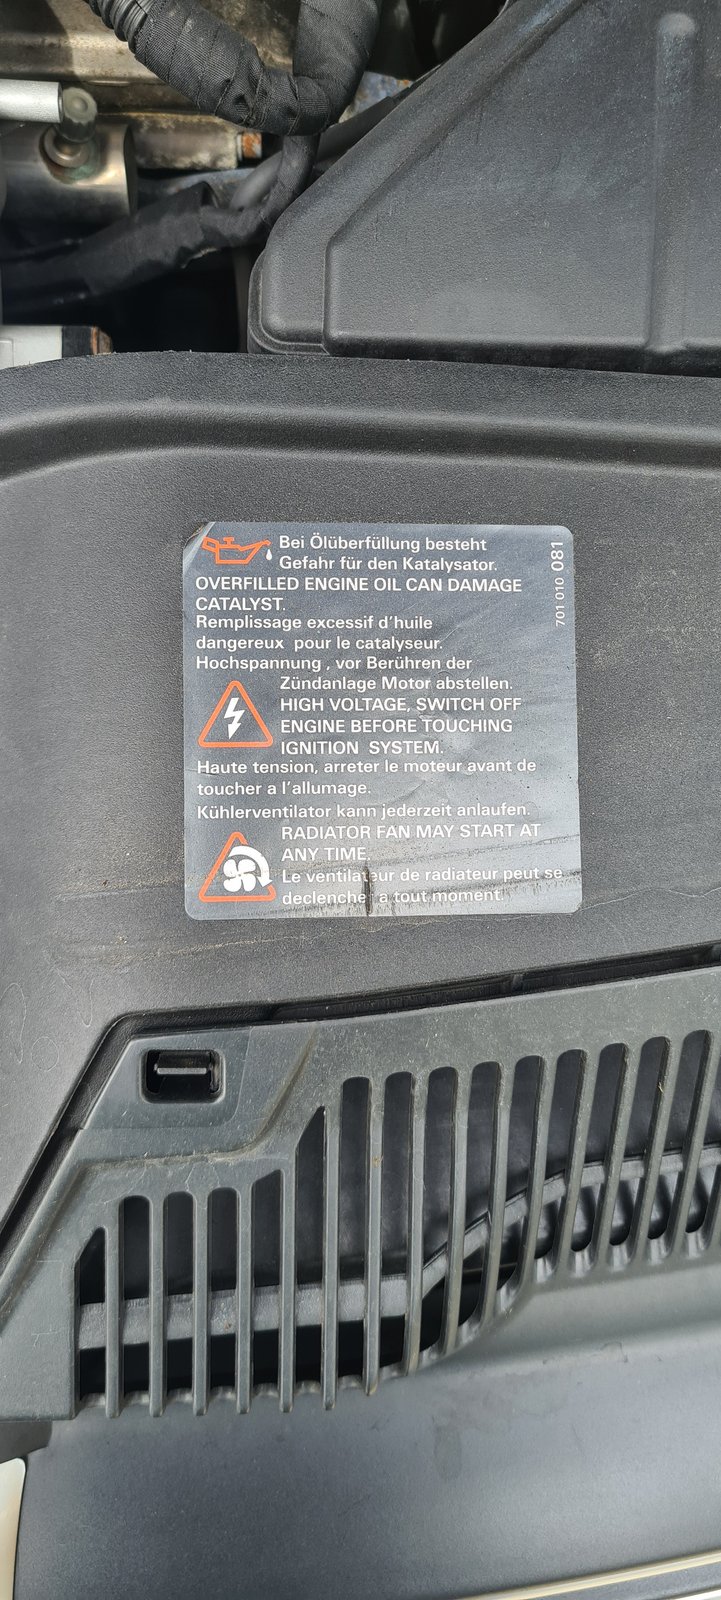 Bei Ölüberfüllung besteht
Gefahr für den Katalysator.
OVERFILLED ENGINE OIL CAN DAMAGE
CATALYST.
Remplissage excessif d'huile
dangereux pour le catalyseur.
Hochspannung , vor Berühren der
Zündanlage Motor abstellen.
HIGH VOLTAGE, SWITCH OFF
ENGINE BEFORE TOUCHING
IGNITION SYSTEM.
Haute tension, arreter le moteur avant de
toucher a l'allumage.
Kühlerventilator kann jederzeit anlaufen.
RADIATOR FAN MAY START AT
ANY TIME.
Le ventilateur de radiateur peut se
declencher a tout moment.
701 010 081